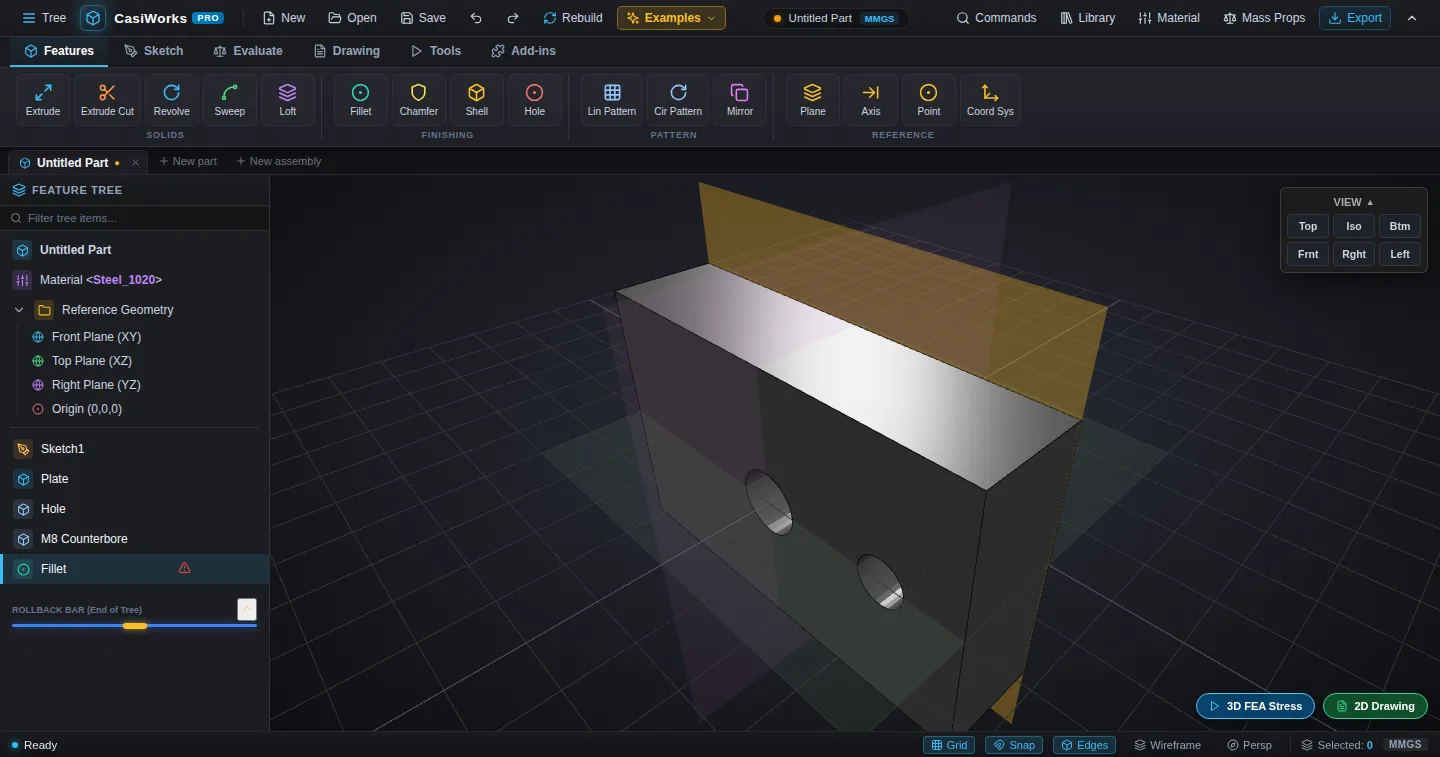 Tree CasiWorks PRO New Open Save Rebuild Examples Untitled Part MMGS Commands Library Material Mass Props Export
Features Sketch Evaluate Drawing Tools Add-ins
Extrude Extrude Cut Revolve Sweep Loft Fillet Chamfer Shell Hole Lin Pattern Cir Pattern Mirror Plane Axis Point Coord Sys
SOLIDS FINISHING PATTERN REFERENCE
Untitled Part New part New assembly
FEATURE TREE
Filter tree items...
Untitled Part
Material <Steel_1020>
Reference Geometry
Front Plane (XY)
Top Plane (XZ)
Right Plane (YZ)
Origin (0,0,0)
Sketch1
Plate
Hole
M8 Counterbore
Fillet
ROLLBACK BAR (End of Tree)
VIEW ▲
Top Iso Btm
Frnt Rght Left
3D FEA Stress 2D Drawing
Ready Grid Snap Edges Wireframe Persp Selected: 0 MMGS